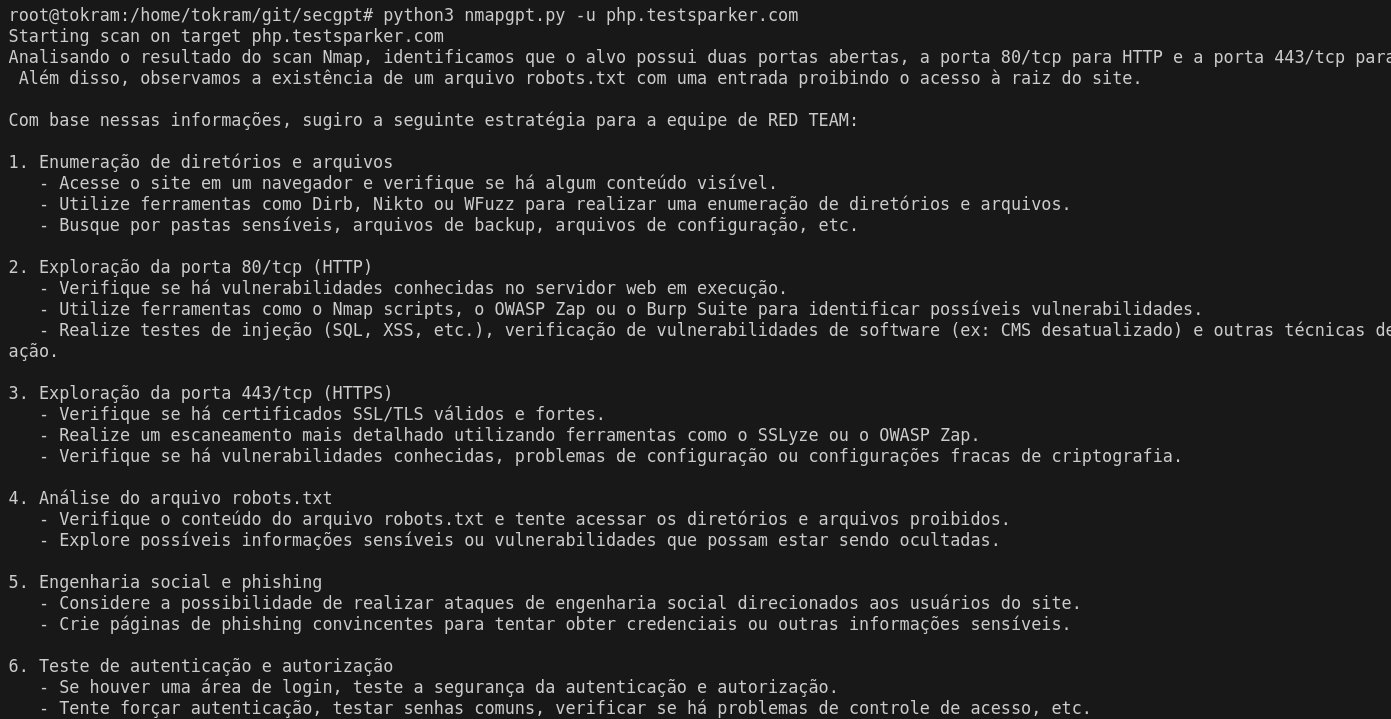 root@tokram:/home/tokram/git/secgpt# python3 nmapgpt.py -u php.testsparker.com
Starting scan on target php.testsparker.com
Analisando o resultado do scan Nmap, identificamos que o alvo possui duas portas abertas, a porta 80/tcp para HTTP e a porta 443/tcp para
Além disso, observamos a existência de um arquivo robots.txt com uma entrada proibindo o acesso à raiz do site.
Com base nessas informações, sugiro a seguinte estratégia para a equipe de RED TEAM:
1. Enumeração de diretórios e arquivos
- Acesse o site em um navegador e verifique se há algum conteúdo visível.
- Utilize ferramentas como Dirb, Nikto ou WFuzz para realizar uma enumeração de diretórios e arquivos.
- Busque por pastas sensíveis, arquivos de backup, arquivos de configuração, etc.
2. Exploração da porta 80/tcp (HTTP)
- Verifique se há vulnerabilidades conhecidas no servidor web em execução.
- Utilize ferramentas como o Nmap scripts, o OWASP Zap ou o Burp Suite para identificar possíveis vulnerabilidades.
- Realize testes de injeção (SQL, XSS, etc.), verificação de vulnerabilidades de software (ex: CMS desatualizado) e outras técnicas de
ação.
3. Exploração da porta 443/tcp (HTTPS)
- Verifique se há certificados SSL/TLS válidos e fortes.
- Realize um escaneamento mais detalhado utilizando ferramentas como o SSLyze ou o OWASP Zap.
- Verifique se há vulnerabilidades conhecidas, problemas de configuração ou configurações fracas de criptografia.
4. Análise do arquivo robots.txt
- Verifique o conteúdo do arquivo robots.txt e tente acessar os diretórios e arquivos proibidos.
- Explore possíveis informações sensíveis ou vulnerabilidades que possam estar sendo ocultadas.
5. Engenharia social e phishing
- Considere a possibilidade de realizar ataques de engenharia social direcionados aos usuários do site.
- Crie páginas de phishing convincentes para tentar obter credenciais ou outras informações sensíveis.
6. Teste de autenticação e autorização
- Se houver uma área de login, teste a segurança da autenticação e autorização.
- Tente forçar autenticação, testar senhas comuns, verificar se há problemas de controle de acesso, etc.